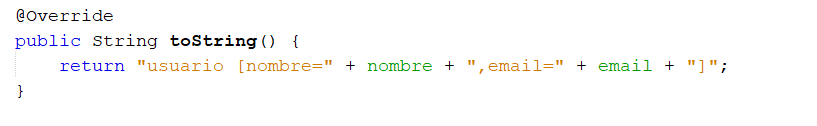 @Override
public String toString() {
    return "usuario [nombre=" + nombre + ",email=" + email + "]";
}